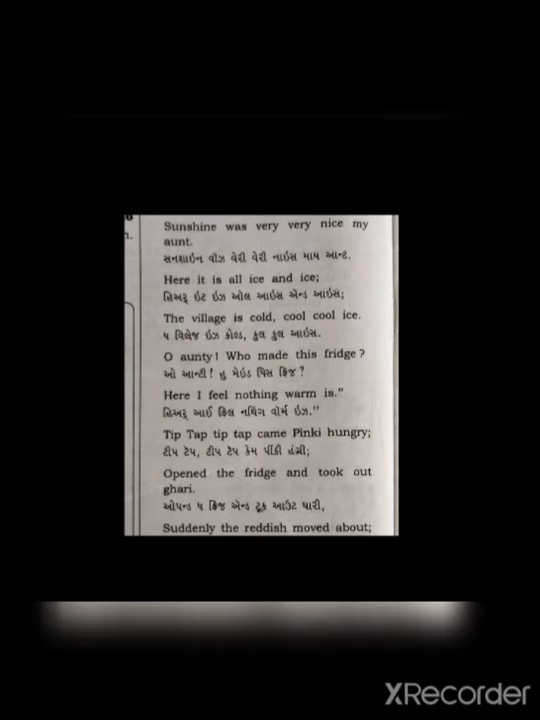 Sunshine was very very nice my
aunt.
સનશાઇન વોઝ વેરી વેરી નાઇસ માય આન્ટ.
Here it is all ice and ice;
હિઅર્ ઇટ ઇઝ ઓલ આઇસ એન્ડ આઇસ;
The village is cold, cool cool ice.
ધ વિલેજ ઇઝ કોલ્ડ, કુલ કુલ આઇસ.
O aunty! Who made this fridge?
ઓ આન્ટી! હુ મેઇડ ધિસ ફ્રિજ?
Here I feel nothing warm is."
હિઅર્ આઈ ફિલ નથિંગ વોર્મ ઇઝ."
Tip Tap tip tap came Pinki hungry;
ટીપ ટેપ, ટીપ ટેપ કેમ પીંકી હંગ્રી;
Opened the fridge and took out
ghari.
ઓપન્ડ ધ ફ્રિજ એન્ડ ટૂક આઉટ ઘારી,
Suddenly the reddish moved about;
XRecorder